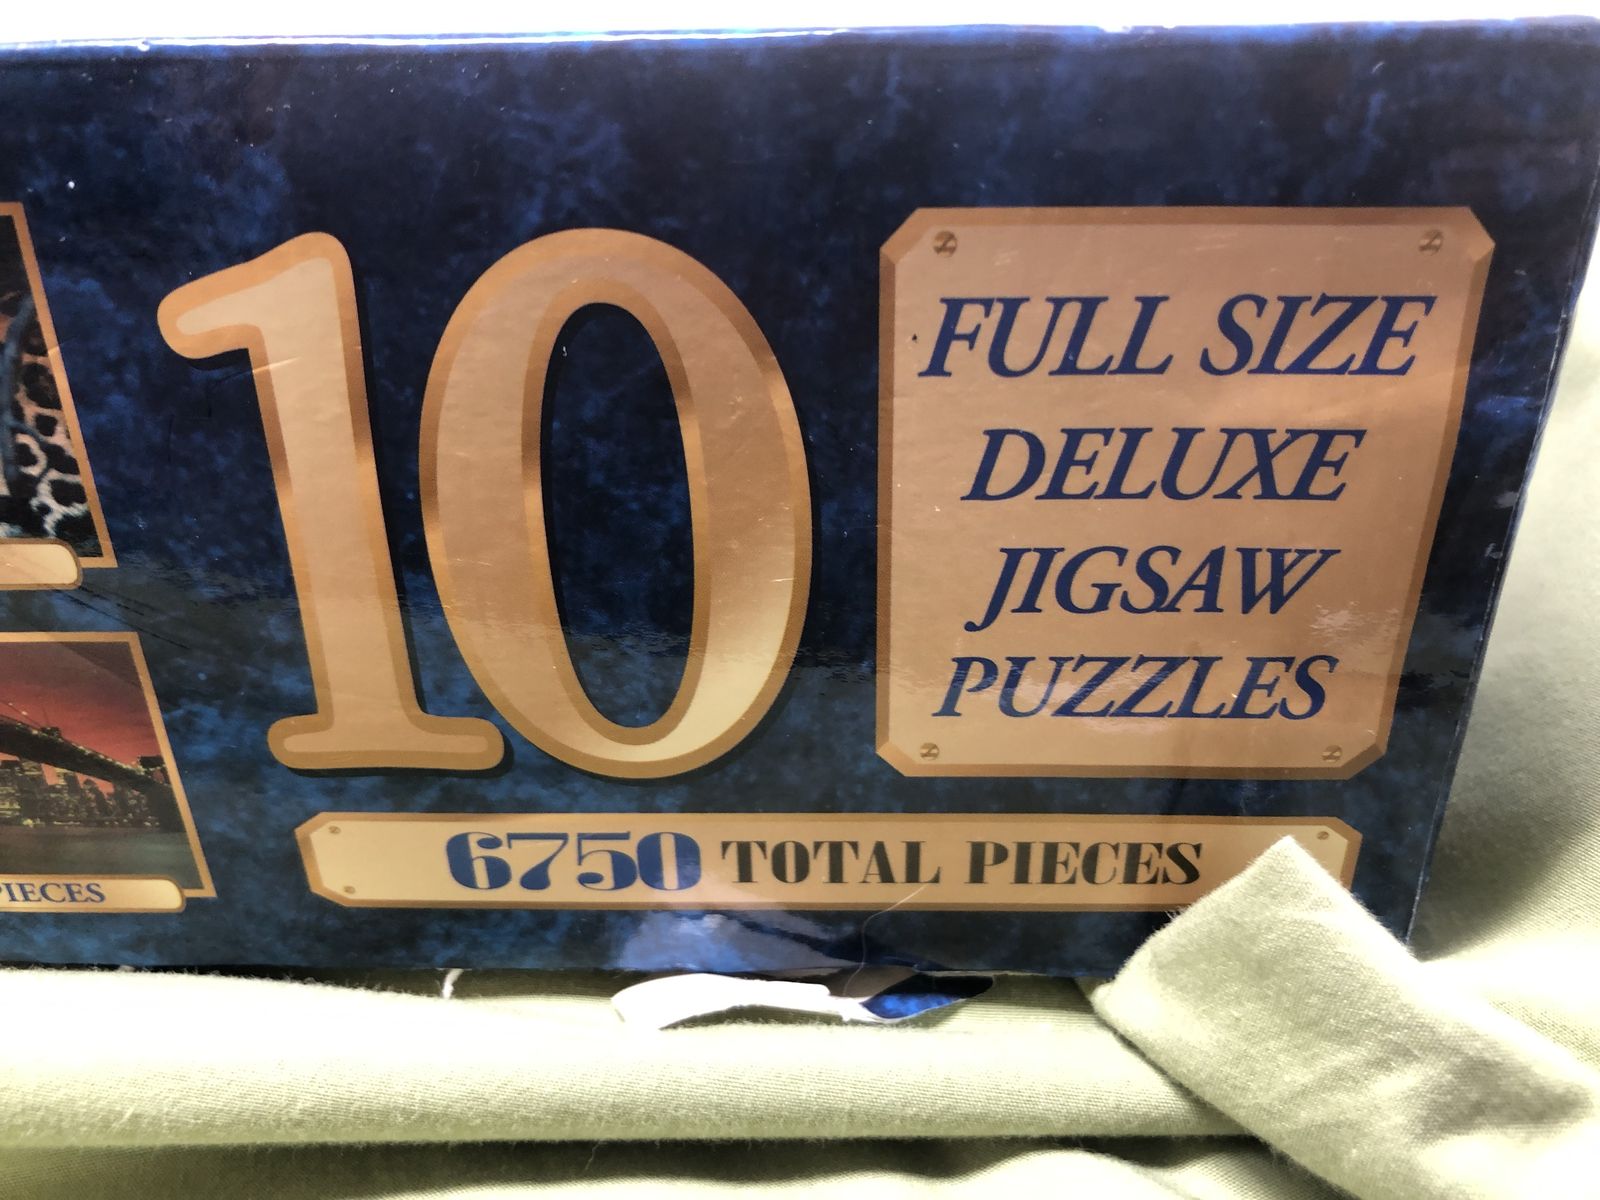 10
FULL SIZE
DELUXE
JIGSAW
PUZZLES
6750 TOTAL PIECES
PIECES